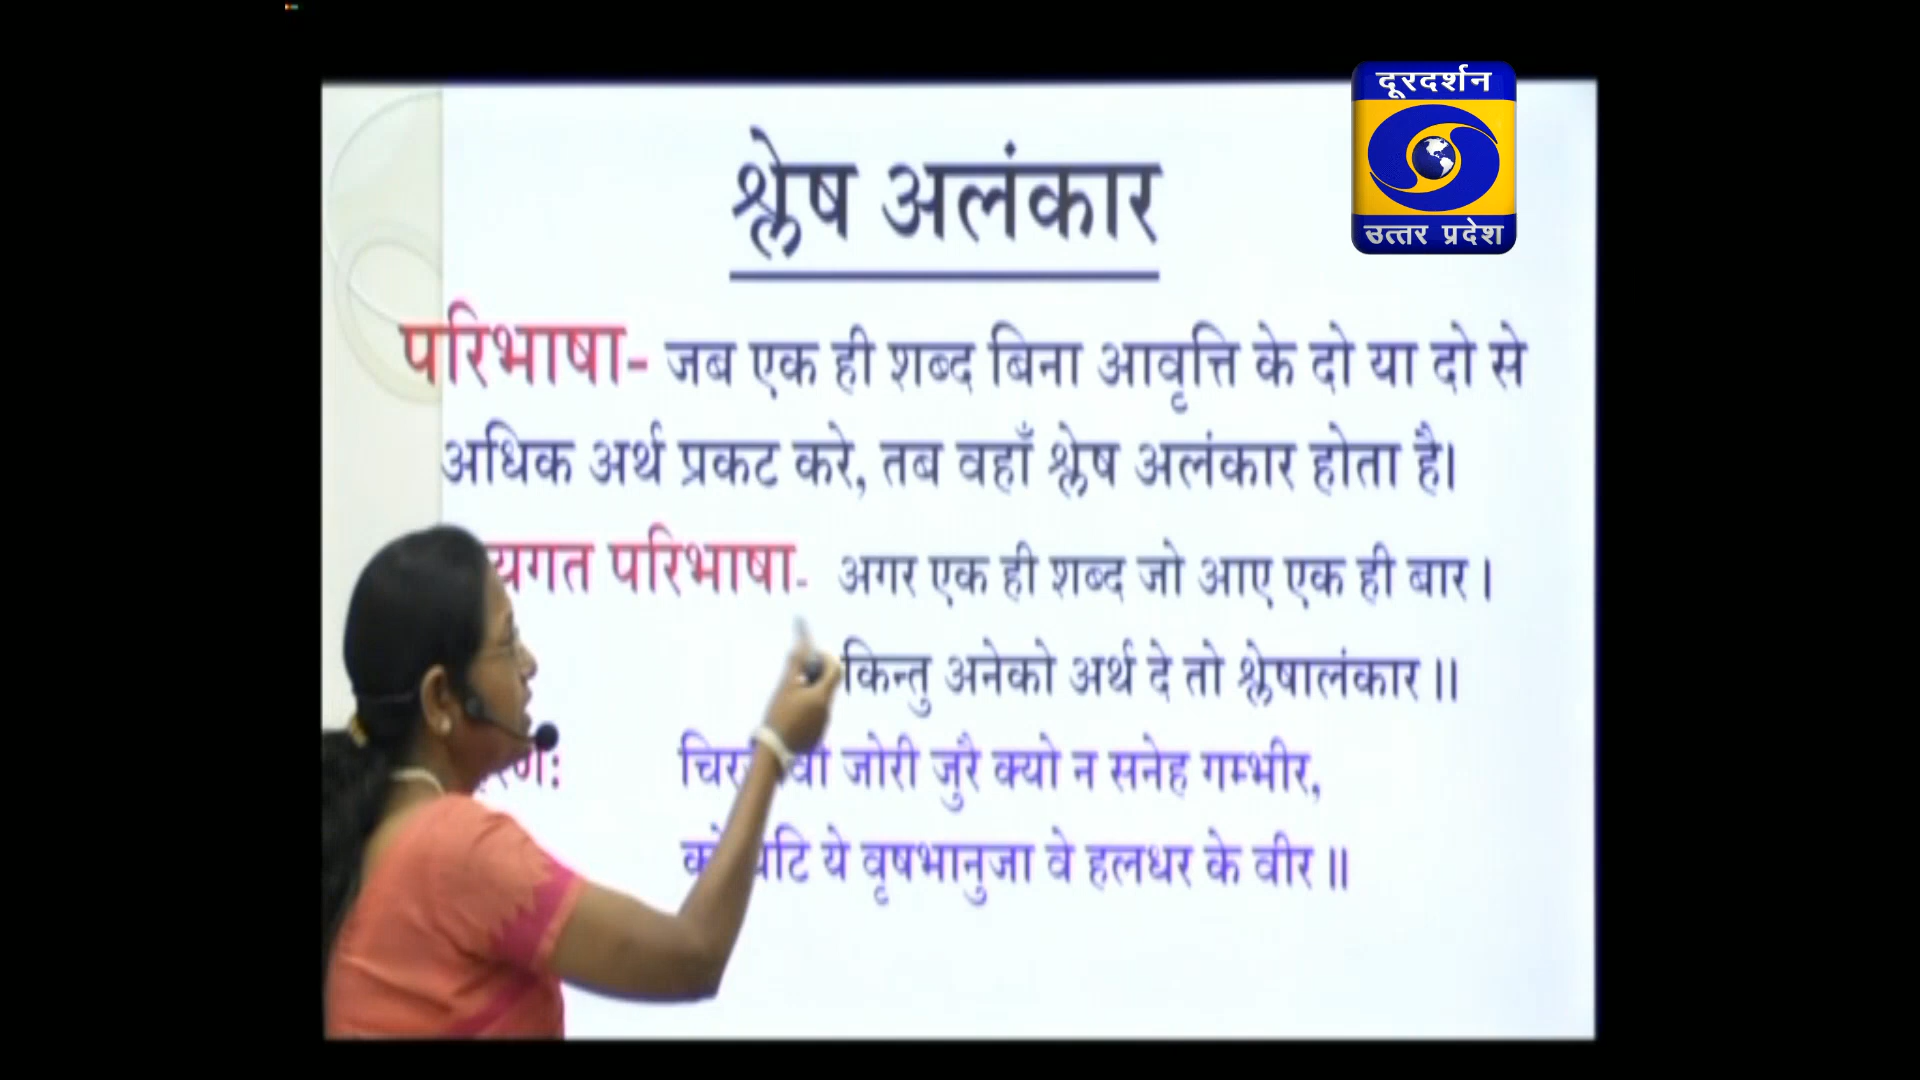 दूरदर्शन
उत्तर प्रदेश
श्लेष अलंकार
परिभाषा- जब एक ही शब्द बिना आवृत्ति के दो या दो से
अधिक अर्थ प्रकट करे, तब वहाँ श्लेष अलंकार होता है।
परिभाषा- अगर एक ही शब्द जो आए एक ही बार ।
किन्तु अनेको अर्थ दे तो श्लेषालंकार ।।
जोरी जुरै क्यो न सनेह गम्भीर,
ये वृषभानुजा वे हलधर के वीर ॥